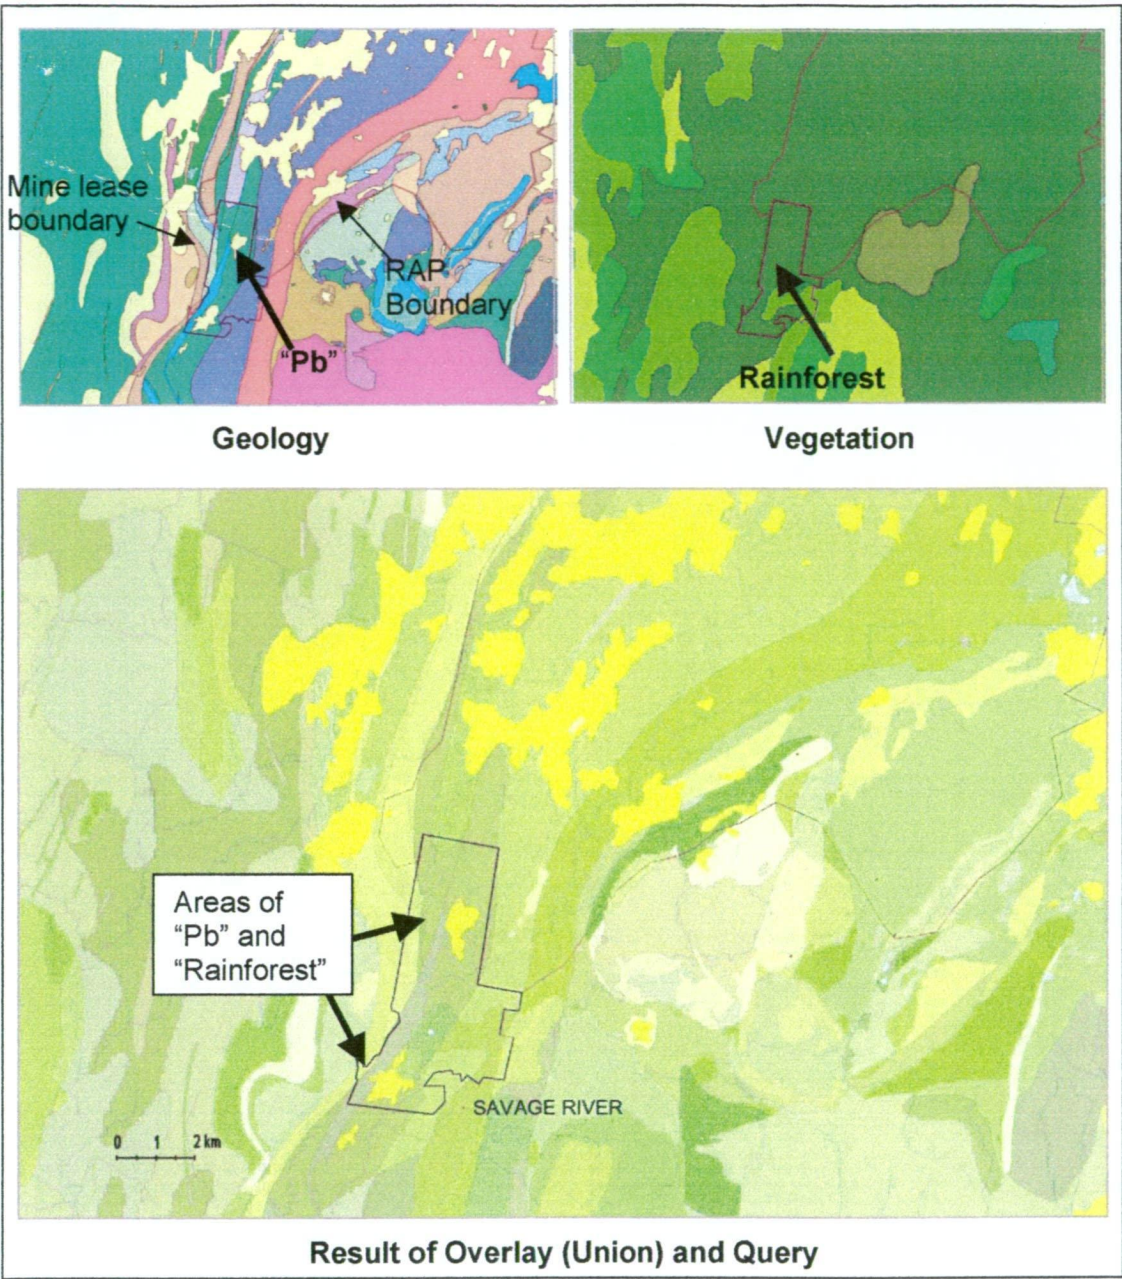 Mine lease
boundary
RAP
Boundary
“Pb”
Rainforest
Geology
Vegetation
Areas of
“Pb” and
“Rainforest”
SAVAGE RIVER
0 1 2 km
Result of Overlay (Union) and Query